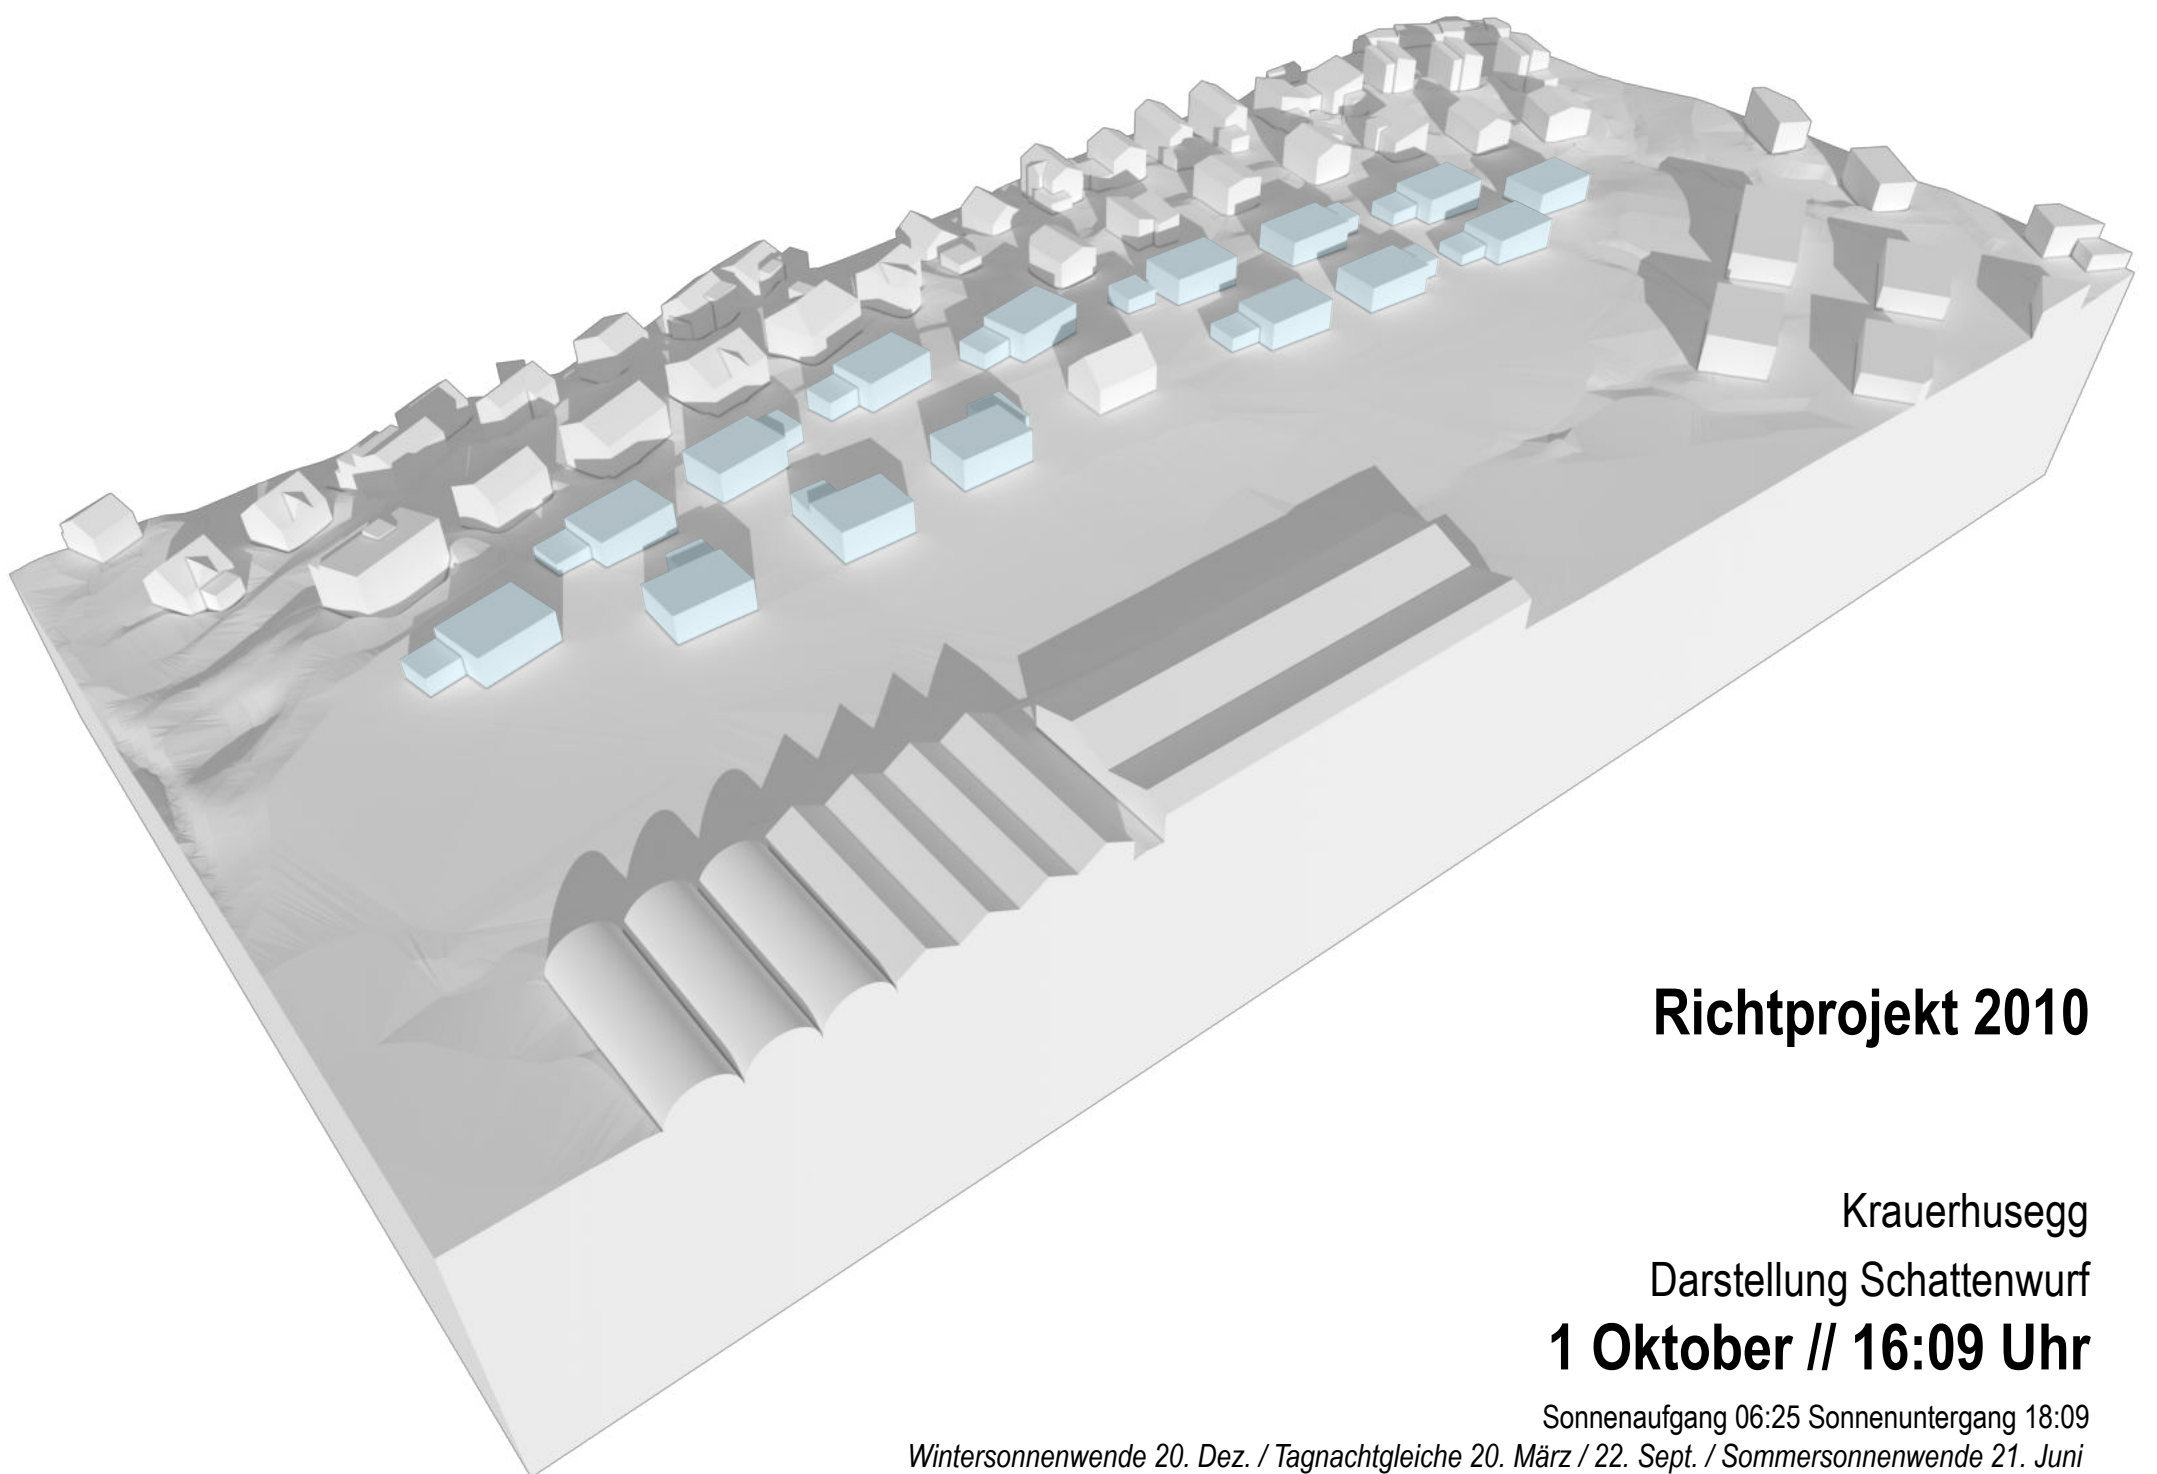 Richtprojekt 2010
Krauerhusegg
Darstellung Schattenwurf
1 Oktober // 16:09 Uhr
Sonnenaufgang 06:25 Sonnenuntergang 18:09
Wintersonnenwende 20. Dez. / Tagnachtgleiche 20. März / 22. Sept. / Sommersonnenwende 21. Juni